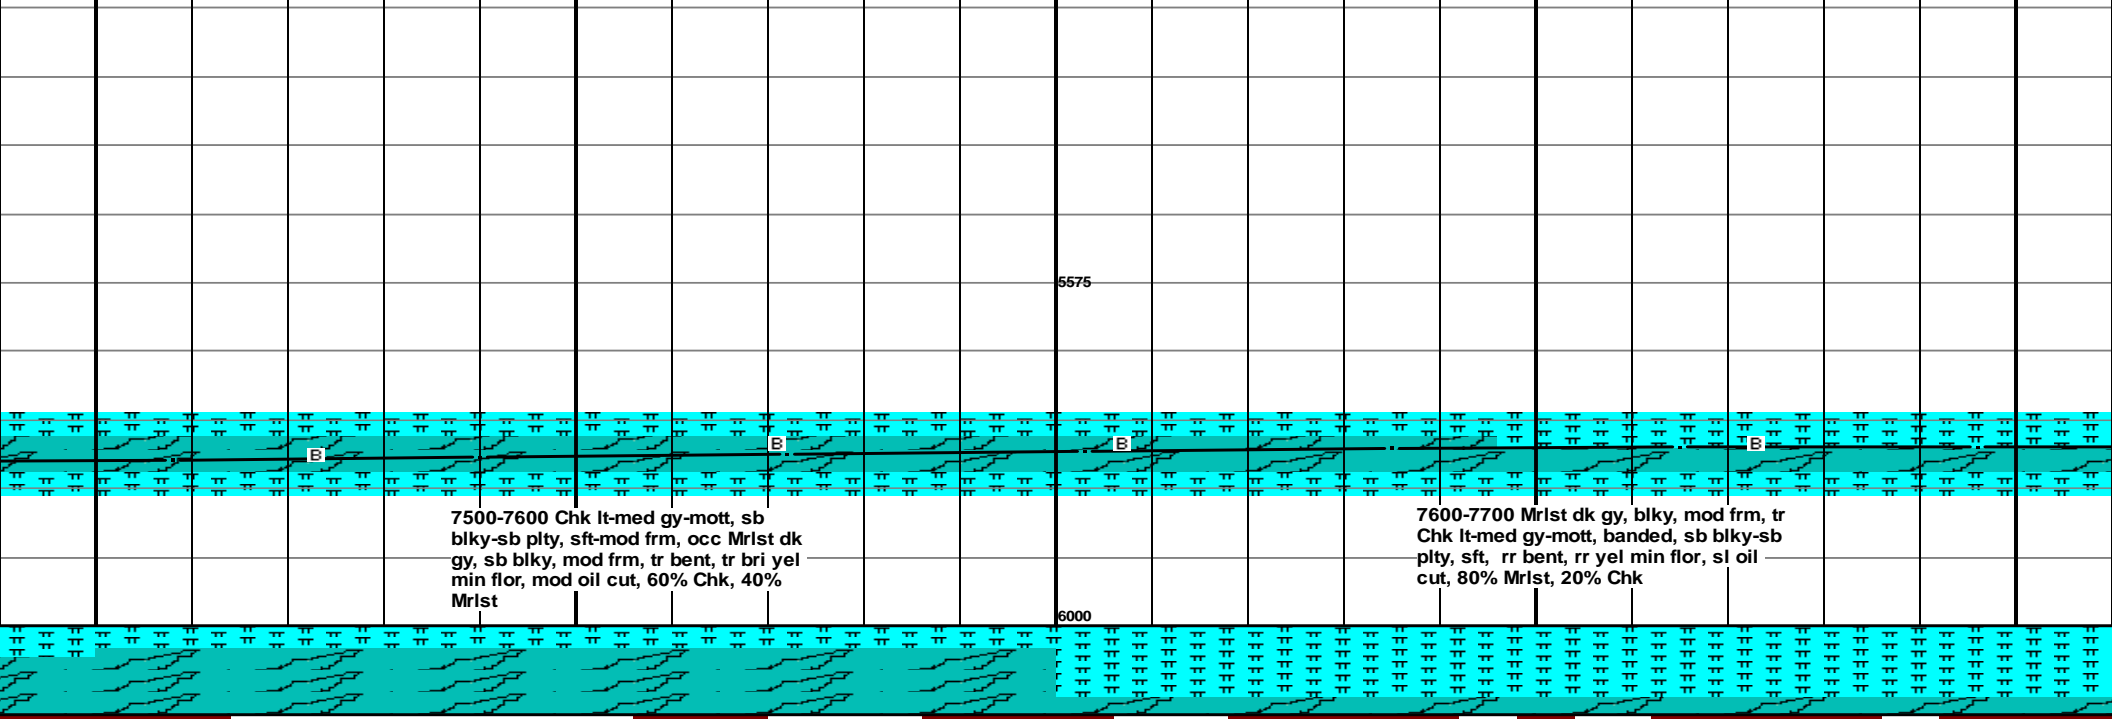 5575
B
B
B
B
7500-7600 Chk lt-med gy-mott, sb
blky-sb plty, sft-mod frm, occ Mrlst dk
gy, sb blky, mod frm, tr bent, tr bri yel
min flor, mod oil cut, 60% Chk, 40%
Mrlst
7600-7700 Mrlst dk gy, blky, mod frm, tr
Chk lt-med gy-mott, banded, sb blky-sb
plty, sft, rr bent, rr yel min flor, sl oil
cut, 80% Mrlst, 20% Chk
6000